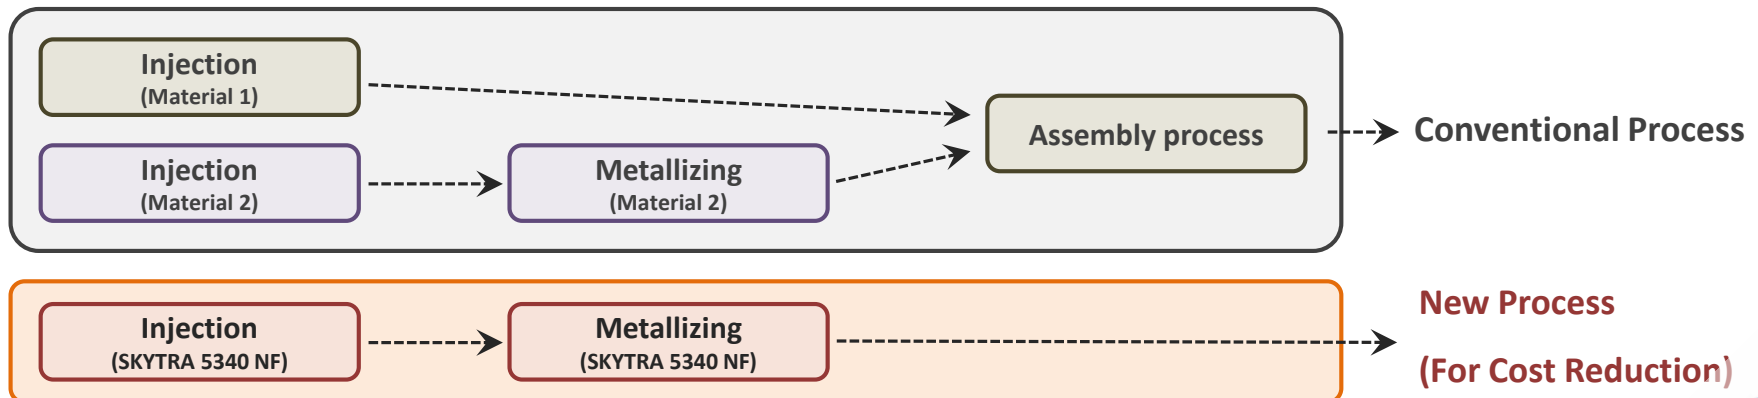 Injection
(Material 1)
Assembly process
Conventional Process
Injection
(Material 2)
Metallizing
(Material 2)
Injection
(SKYTRA 5340 NF)
Metallizing
(SKYTRA 5340 NF)
New Process
(For Cost Reduction)